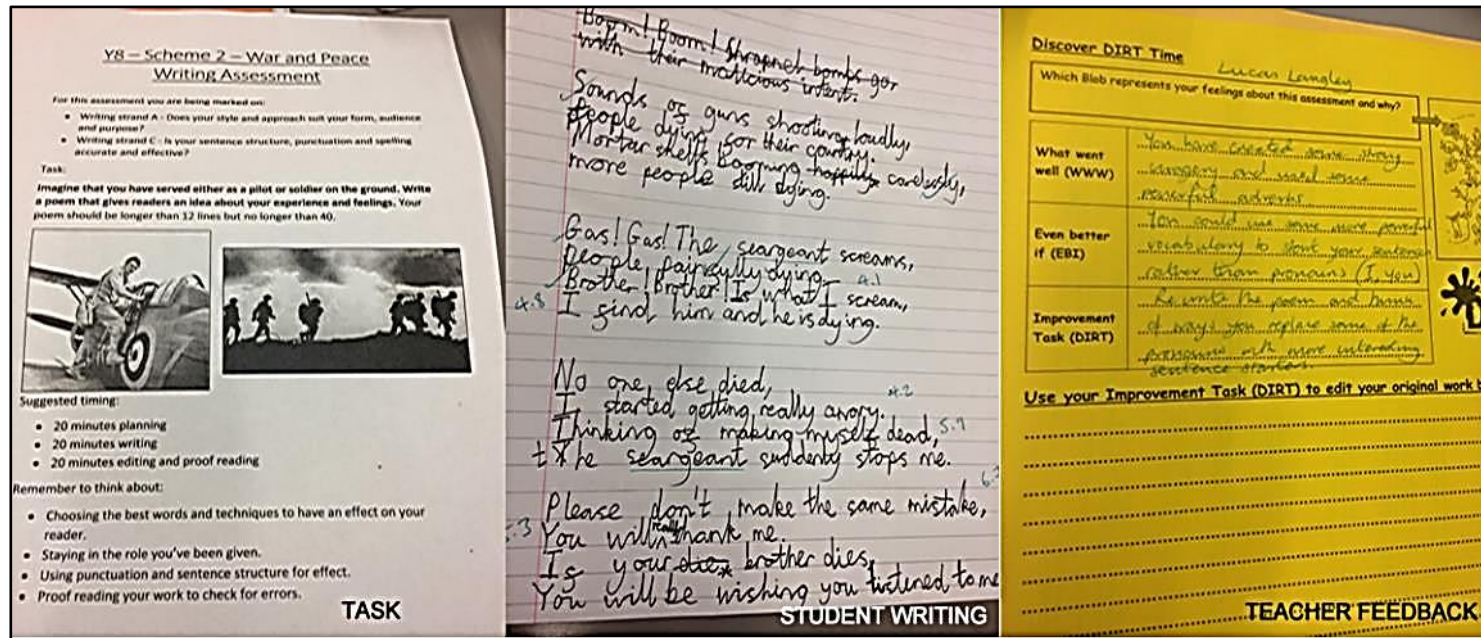 Y8 – Scheme 2 – War and Peace
Writing Assessment
For this assessment you are being marked on:
• Writing strand A - Does your style and approach suit your form, audience
and purpose?
• Writing strand C - Is your sentence structure, punctuation and spelling
accurate and effective?
Task:
Imagine that you have served either as a pilot or soldier on the ground. Write
a poem that gives readers an idea about your experience and feelings. Your
poem should be longer than 12 lines but no longer than 40.
Suggested timing:
• 20 minutes planning
• 20 minutes writing
• 20 minutes editing and proof reading
Remember to think about:
• Choosing the best words and techniques to have an effect on your
reader.
• Staying in the role you've been given.
• Using punctuation and sentence structure for effect.
• Proof reading your work to check for errors.
TASK
Boom! Boom! Shrapnel bombs go
with their malicious intent.
Sounds of guns shooting loudly,
People dying for their country.
Mortar shells booming happily carelessly,
more people still dying.
Gas! Gas! The seargeant screams,
People painfully dying.
4.1
Brother! Brother! Is what I scream,
4.8 I find him and he is dying.
No one else died,
4.2
I started getting really angry.
Thinking of making myself dead, 5.9
t The seargeant suddenly stops me.
Please don't make the same mistake,
You will really thank me.
If your dies brother dies,
You will be wishing you listened to me
STUDENT WRITING
Discover DIRT Time
Lucas Langley
Which Blob represents your feelings about this assessment and why?
What went
well (WWW)
You have created some strong
imagery and used some
powerful adverbs.
Even better
if (EBI)
You could use some more powerful
vocabulary to start your sentences
rather than pronouns (I, you)
Improvement
Task (DIRT)
Re write the poem and think
of ways you replace some of the
pronouns with more interesting
sentence starters.
Use your Improvement Task (DIRT) to edit your original work
TEACHER FEEDBACK